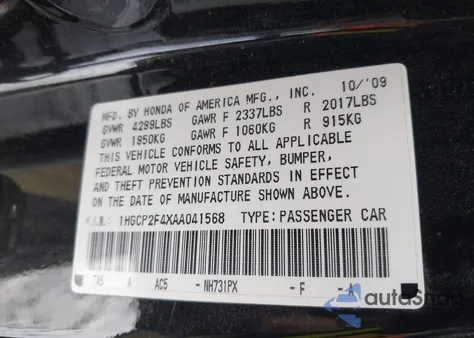 MFD. BY HONDA OF AMERICA MFG., INC. 10/'09
GVWR 4299LBS GAWR F 2337LBS R 2017LBS
GVWR 1950KG GAWR F 1060KG R 915KG
THIS VEHICLE CONFORMS TO ALL APPLICABLE
FEDERAL MOTOR VEHICLE SAFETY, BUMPER,
AND THEFT PREVENTION STANDARDS IN EFFECT
ON THE DATE OF MANUFACTURE SHOWN ABOVE.
V.I.N.: 1HGCP2F4XAA041568 TYPE: PASSENGER CAR
TA5 A AC5 -NH731PX -F -A
autoShop